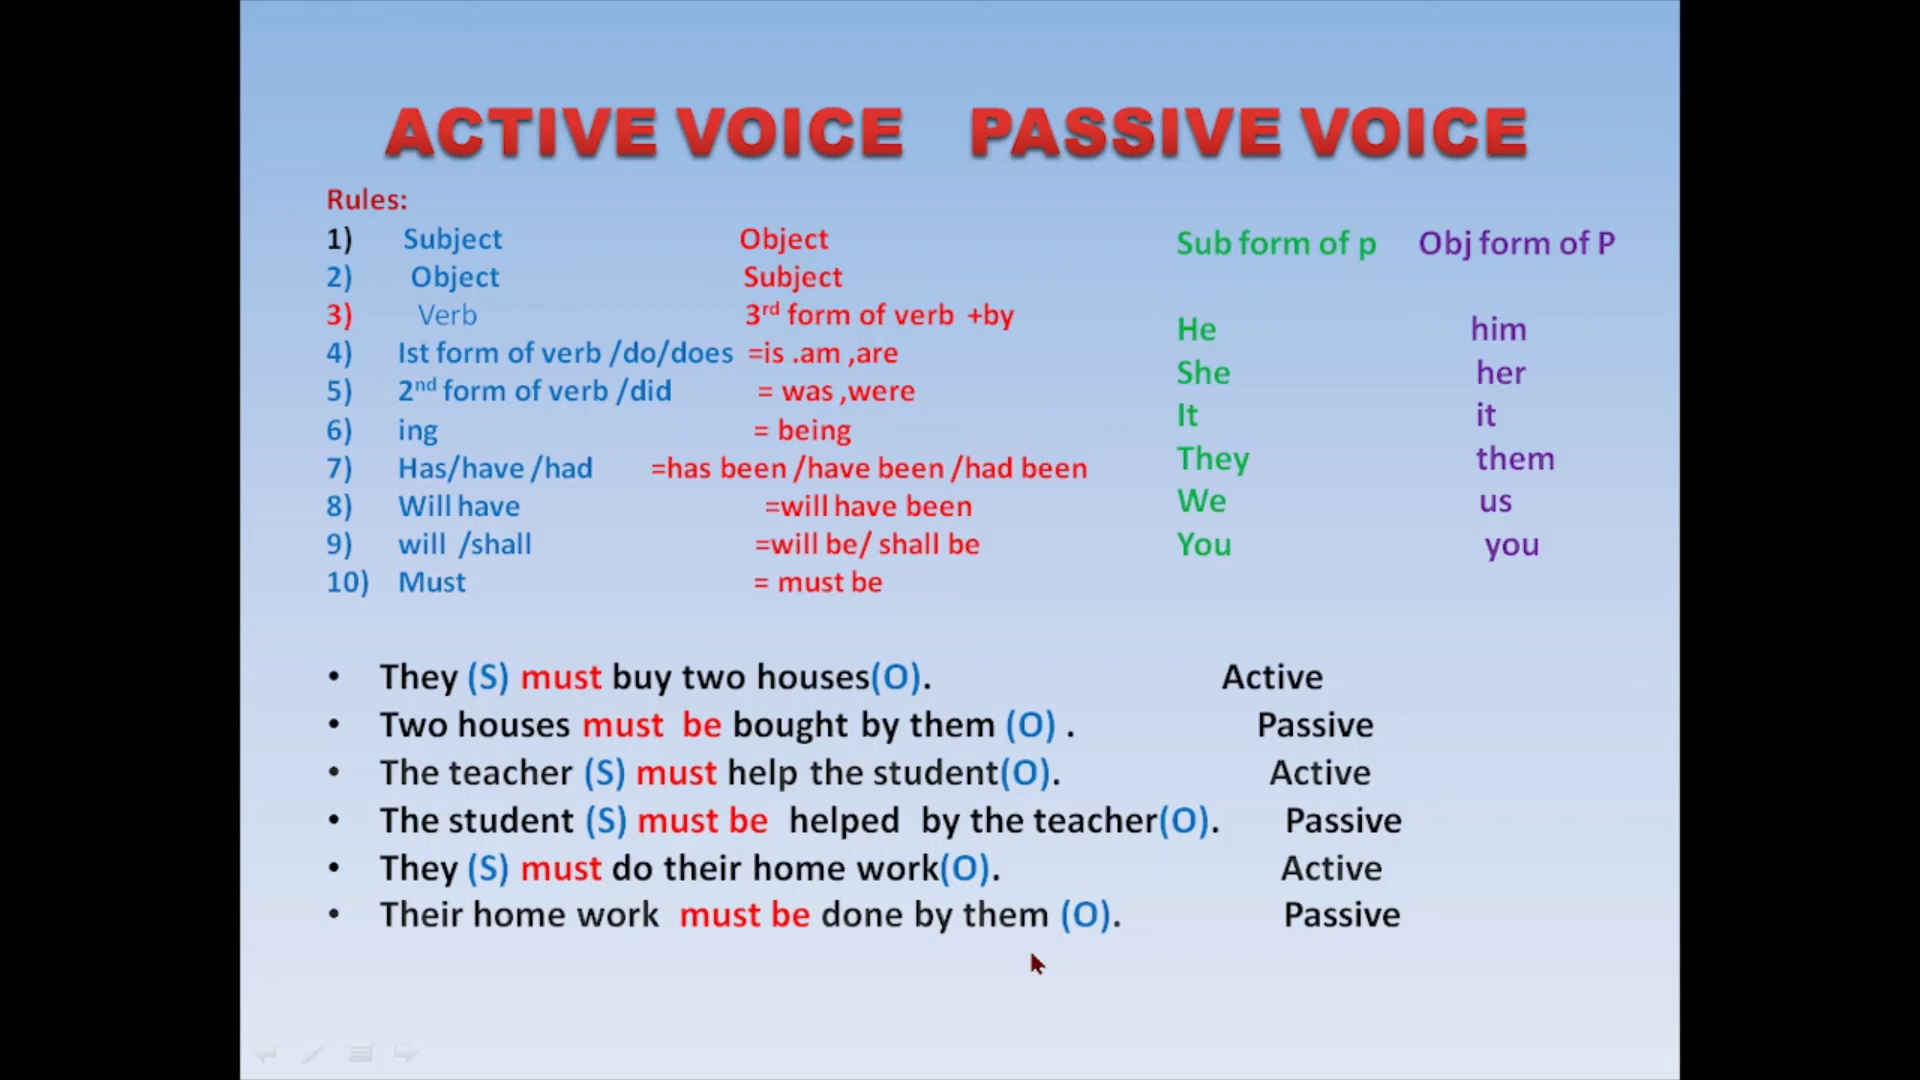 ACTIVE VOICE PASSIVE VOICE
Rules:
1) Subject Object
2) Object Subject
3) Verb 3rd form of verb +by
4) Ist form of verb /do/does =is .am ,are
5) 2nd form of verb /did = was ,were
6) ing = being
7) Has/have /had =has been /have been /had been
8) Will have =will have been
9) will /shall =will be/ shall be
10) Must = must be
Sub form of p Obj form of P
He him
She her
It it
They them
We us
You you
• They (S) must buy two houses(O). Active
• Two houses must be bought by them (O) . Passive
• The teacher (S) must help the student(O). Active
• The student (S) must be helped by the teacher(O). Passive
• They (S) must do their home work(O). Active
• Their home work must be done by them (O). Passive